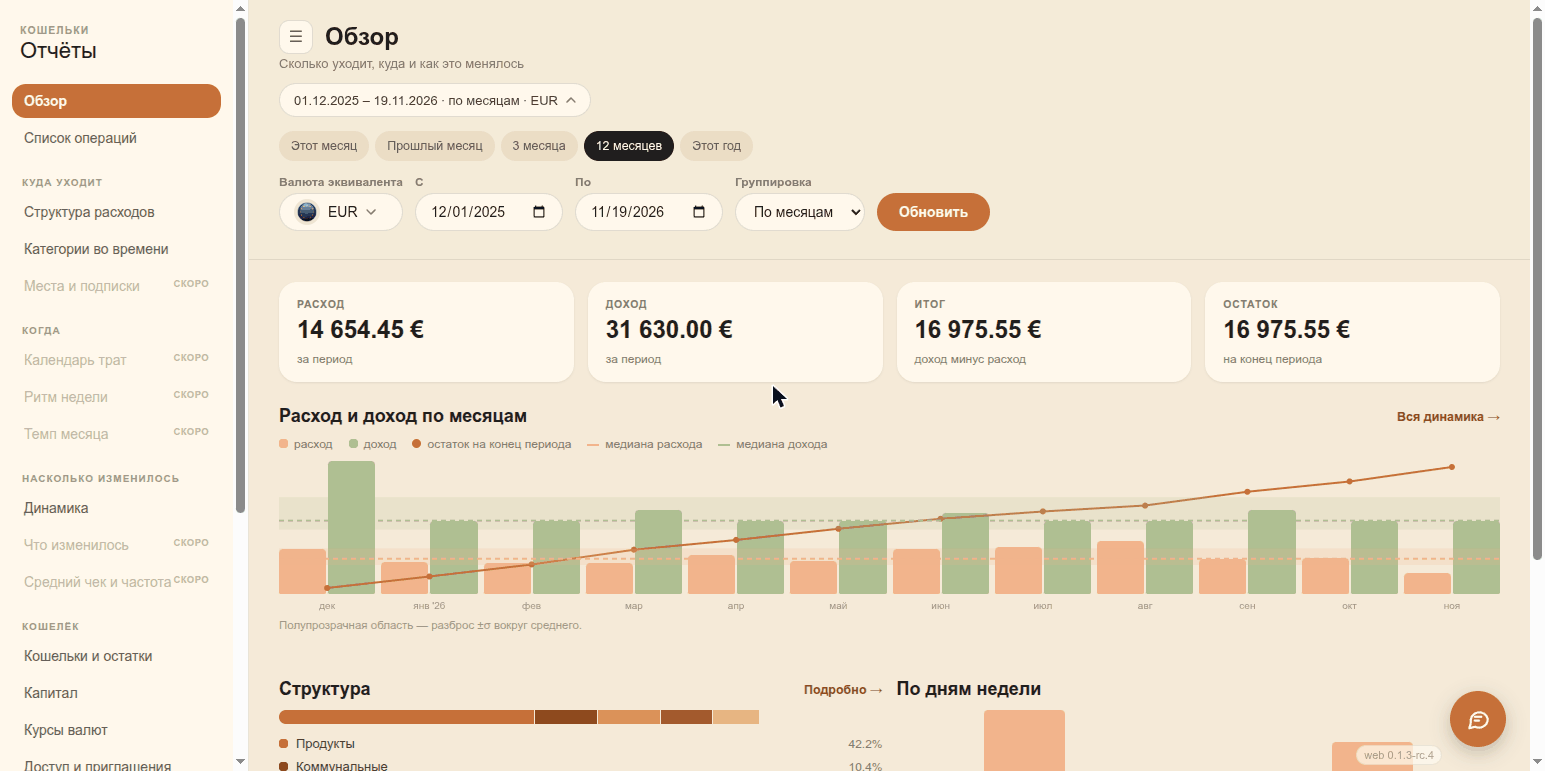 КОШЕЛЬКИ
Отчёты
Обзор
Список операций
КУДА УХОДИТ
Структура расходов
Категории во времени
Места и подписки СКОРО
КОГДА
Календарь трат СКОРО
Ритм недели СКОРО
Темп месяца СКОРО
НАСКОЛЬКО ИЗМЕНИЛОСЬ
Динамика
Что изменилось СКОРО
Средний чек и частота СКОРО
КОШЕЛЁК
Кошельки и остатки
Капитал
Курсы валют
Доступ и приглашения
Обзор
Сколько уходит, куда и как это менялось
01.12.2025 – 19.11.2026 · по месяцам · EUR
Этот месяц Прошлый месяц 3 месяца 12 месяцев Этот год
Валюта эквивалента С По Группировка
EUR 12/01/2025 11/19/2026 По месяцам Обновить
РАСХОД
14 654.45 €
за период
ДОХОД
31 630.00 €
за период
ИТОГ
16 975.55 €
доход минус расход
ОСТАТОК
16 975.55 €
на конец периода
Расход и доход по месяцам Вся динамика →
расход доход остаток на конец периода медиана расхода медиана дохода
дек янв '26 фев мар апр май июн июл авг сен окт ноя
Полупрозрачная область — разброс ±σ вокруг среднего.
Структура Подробно →
Продукты 42.2%
Коммунальные 10.4%
По дням недели
web 0.1.3-rc.4